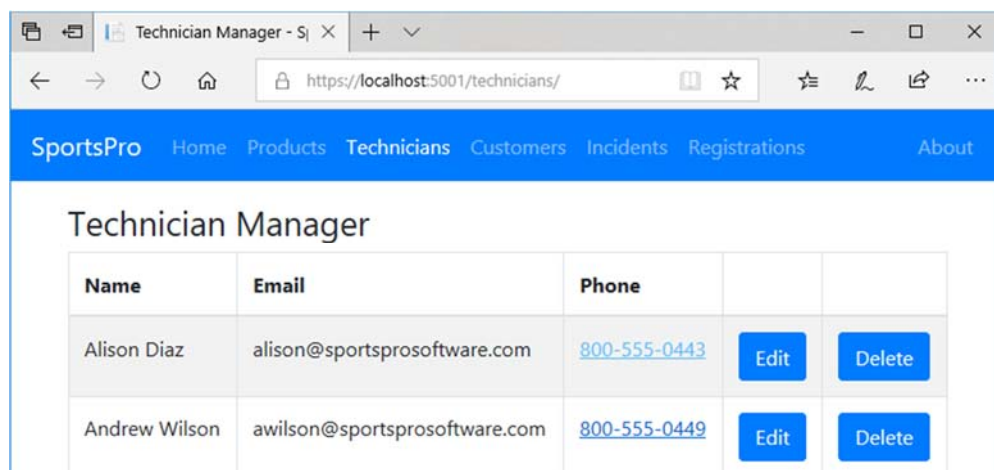 Technician Manager - S
https://localhost:5001/technicians/
SportsPro Home Products Technicians Customers Incidents Registrations About
Technician Manager
Name Email Phone
Alison Diaz alison@sportsprosoftware.com 800-555-0443 Edit Delete
Andrew Wilson awilson@sportsprosoftware.com 800-555-0449 Edit Delete